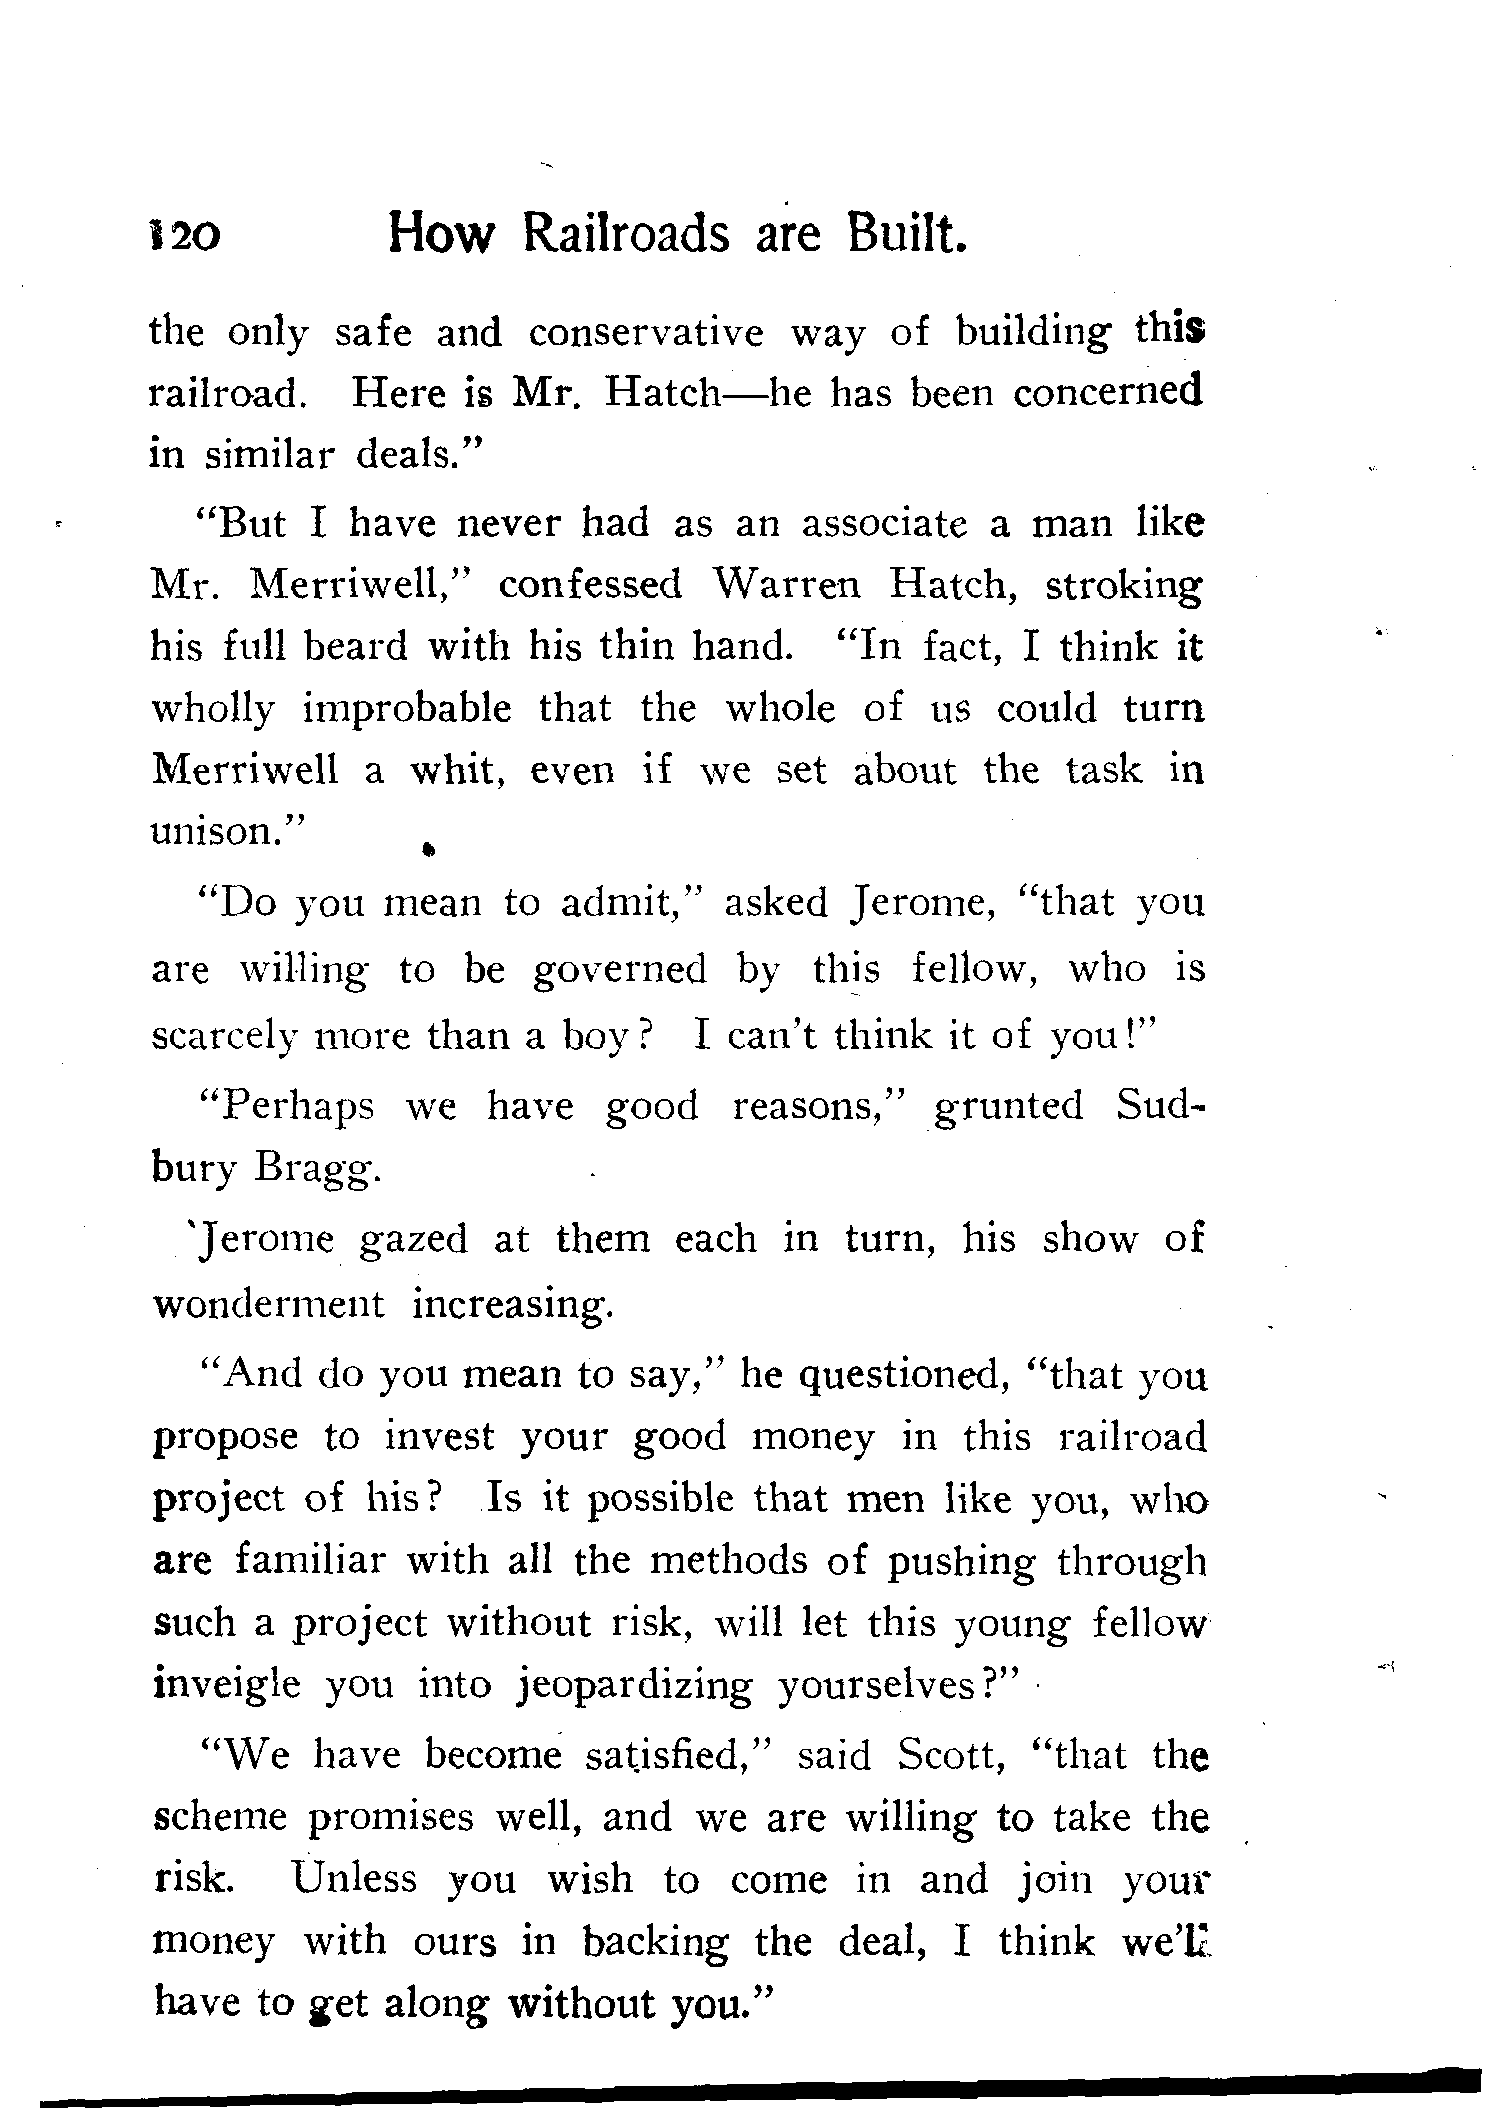 120 How Railroads are Built.
the only safe and conservative way of building this
railroad. Here is Mr. Hatch—he has been concerned
in similar deals.”
“But I have never had as an associate a man like
Mr. Merriwell,” confessed Warren Hatch, stroking
his full beard with his thin hand. “In fact, I think it
wholly improbable that the whole of us could turn
Merriwell a whit, even if we set about the task in
unison.”
“Do you mean to admit,” asked Jerome, “that you
are willing to be governed by this fellow, who is
scarcely more than a boy? I can't think it of you!”
“Perhaps we have good reasons,” grunted Sud-
bury Bragg.
Jerome gazed at them each in turn, his show of
wonderment increasing.
“And do you mean to say,” he questioned, “that you
propose to invest your good money in this railroad
project of his? Is it possible that men like you, who
are familiar with all the methods of pushing through
such a project without risk, will let this young fellow
inveigle you into jeopardizing yourselves?”
“We have become satisfied,” said Scott, “that the
scheme promises well, and we are willing to take the
risk. Unless you wish to come in and join your
money with ours in backing the deal, I think we'll
have to get along without you.”